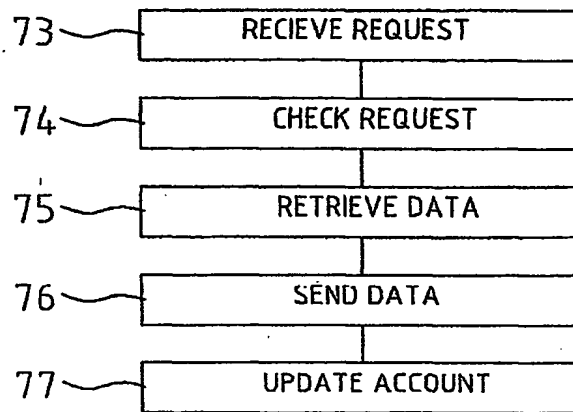 73 RECIEVE REQUEST
74 CHECK REQUEST
75 RETRIEVE DATA
76 SEND DATA
77 UPDATE ACCOUNT